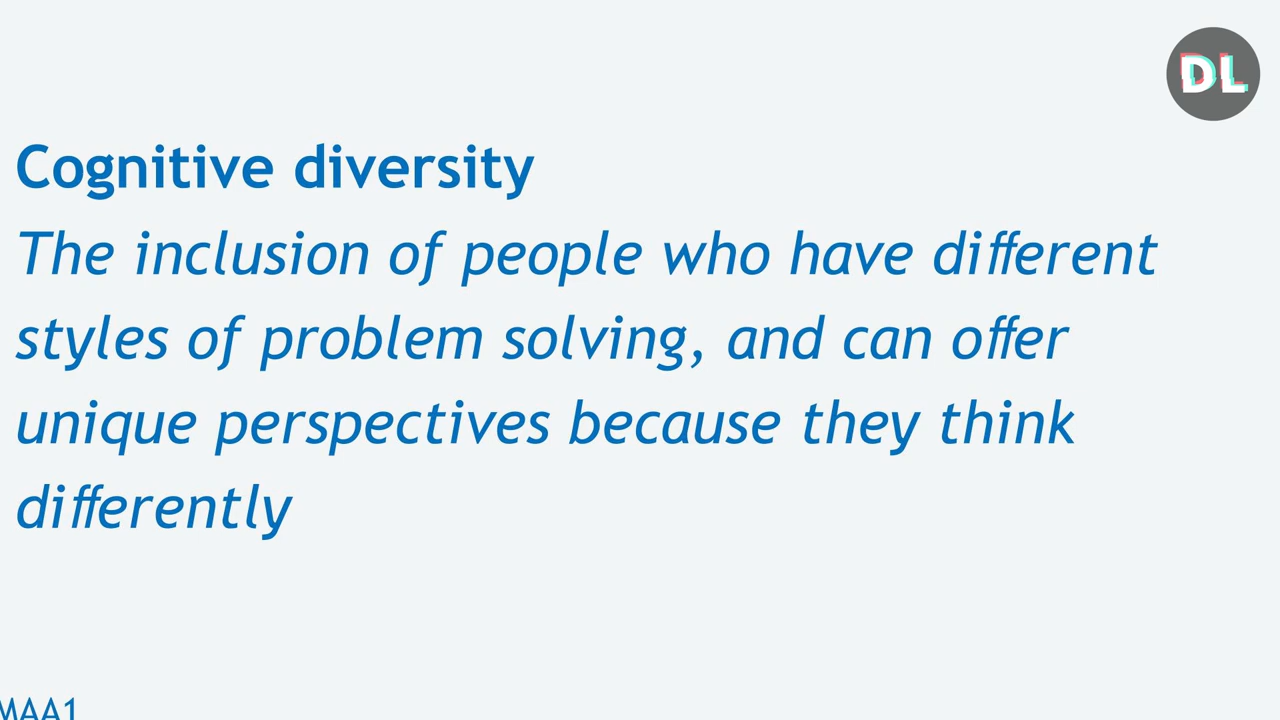 DL
Cognitive diversity
The inclusion of people who have different
styles of problem solving, and can offer
unique perspectives because they think
differently
MAA1